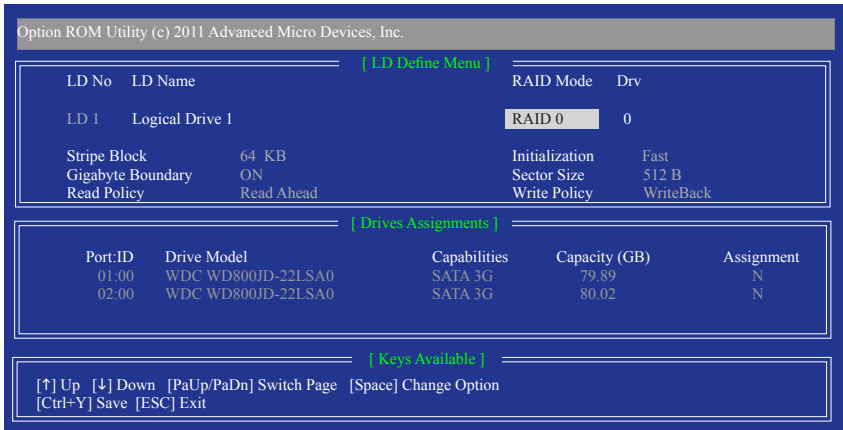 Option ROM Utility (c) 2011 Advanced Micro Devices, Inc.
[ LD Define Menu ]
LD No LD Name RAID Mode Drv
LD 1 Logical Drive 1 RAID 0 0
Stripe Block 64 KB Initialization Fast
Gigabyte Boundary ON Sector Size 512 B
Read Policy Read Ahead Write Policy WriteBack
[ Drives Assignments ]
Port:ID Drive Model Capabilities Capacity (GB) Assignment
01:00 WDC WD800JD-22LSA0 SATA 3G 79.89 N
02:00 WDC WD800JD-22LSA0 SATA 3G 80.02 N
[ Keys Available ]
[↑] Up [↓] Down [PaUp/PaDn] Switch Page [Space] Change Option
[Ctrl+Y] Save [ESC] Exit